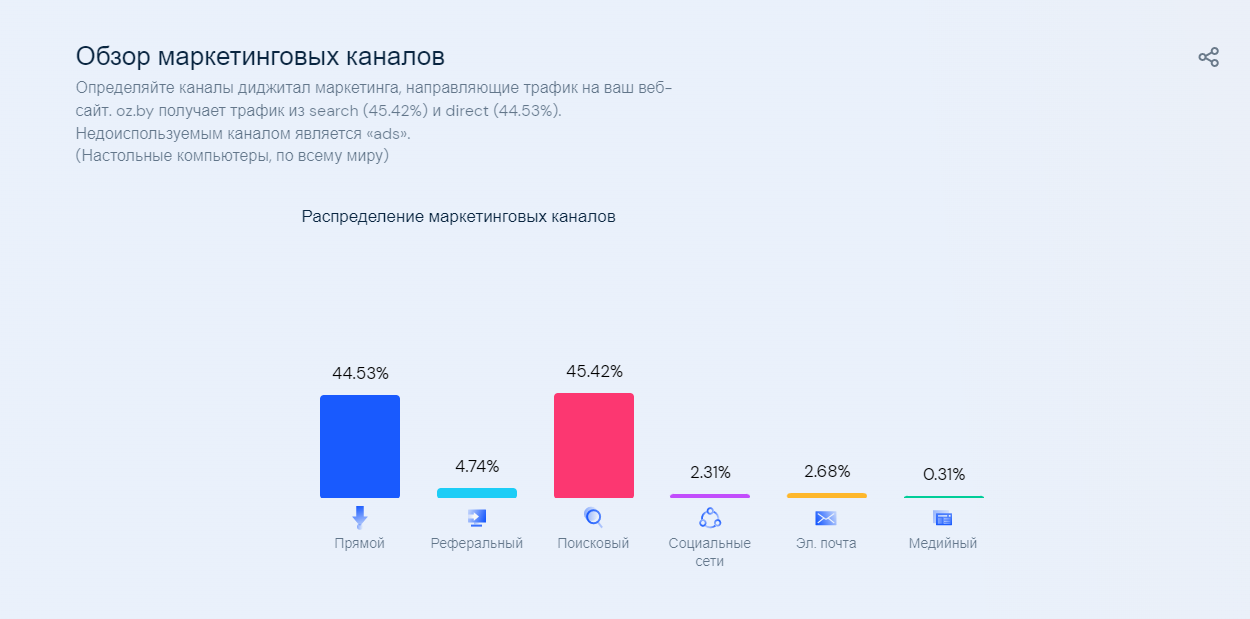 Обзор маркетинговых каналов
Определяйте каналы диджитал маркетинга, направляющие трафик на ваш веб-
сайт. oz.by получает трафик из search (45.42%) и direct (44.53%).
Недоиспользуемым каналом является «ads».
(Настольные компьютеры, по всему миру)
Распределение маркетинговых каналов
44.53%
4.74%
45.42%
2.31%
2.68%
0.31%
Прямой
Реферальный
Поисковый
Социальные
сети
Эл. почта
Медийный